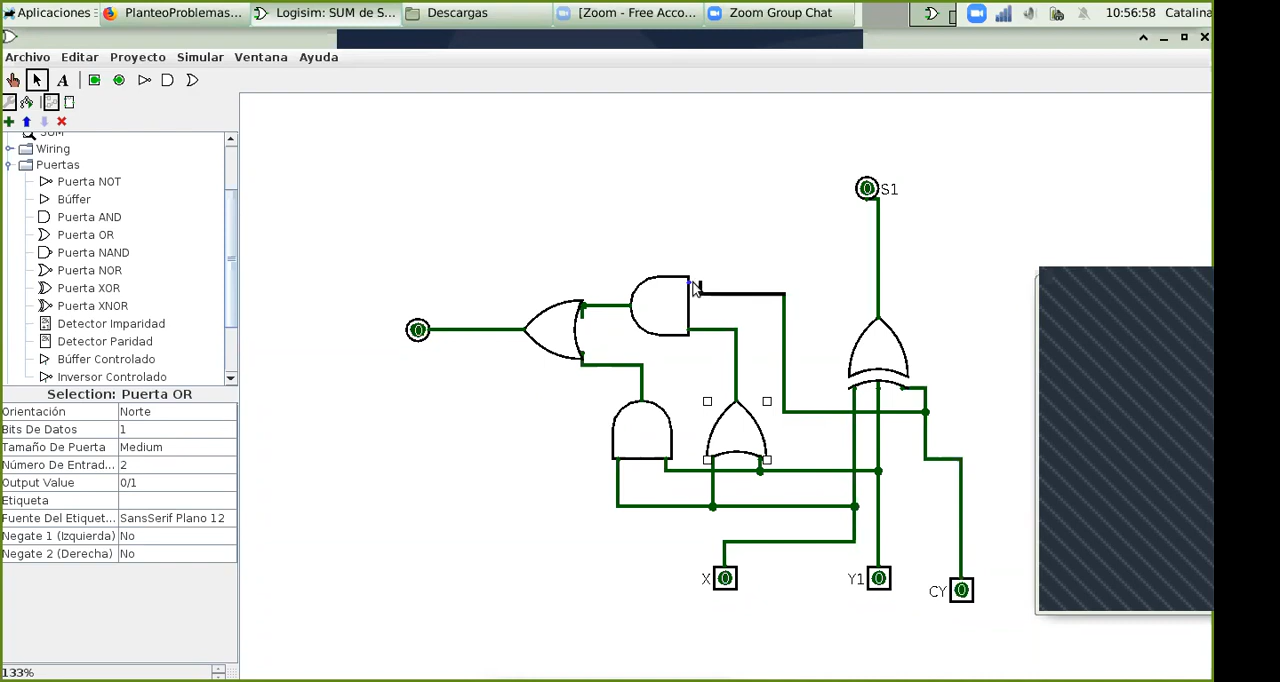 Aplicaciones PlanteoProblemas... Logisim: SUM de S... Descargas [Zoom - Free Acco... Zoom Group Chat 10:56:58 Catalina
Archivo Editar Proyecto Simular Ventana Ayuda
A
SUM
Wiring
Puertas
Puerta NOT
Búffer
Puerta AND
Puerta OR
Puerta NAND
Puerta NOR
Puerta XOR
Puerta XNOR
Detector Imparidad
Detector Paridad
Búffer Controlado
Inversor Controlado
Selection: Puerta OR
Orientación Norte
Bits De Datos 1
Tamaño De Puerta Medium
Número De Entrad... 2
Output Value 0/1
Etiqueta
Fuente Del Etiquet... SansSerif Plano 12
Negate 1 (Izquierda) No
Negate 2 (Derecha) No
133%
0 S1
0
X 0
Y1 0
CY 0